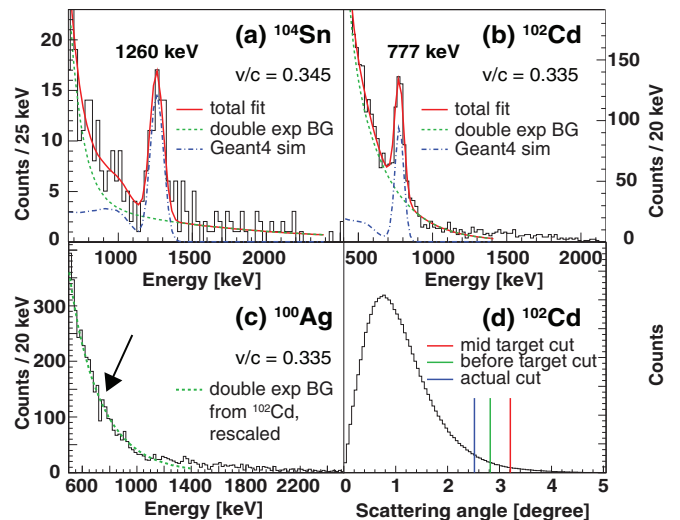 (a) ¹⁰⁴Sn
1260 keV
v/c = 0.345
total fit
double exp BG
Geant4 sim
Counts / 25 keV
20
15
10
5
0
1000 1500 2000
Energy [keV]
(b) ¹⁰²Cd
777 keV
v/c = 0.335
total fit
double exp BG
Geant4 sim
Counts / 20 keV
150
100
50
0
500 1000 1500 2000
Energy [keV]
(c) ¹⁰⁰Ag
v/c = 0.335
double exp BG
from ¹⁰²Cd,
rescaled
Counts / 20 keV
300
200
100
0
600 1000 1400 1800 2200
Energy [keV]
(d) ¹⁰²Cd
mid target cut
before target cut
actual cut
Counts
0 1 2 3 4 5
Scattering angle [degree]